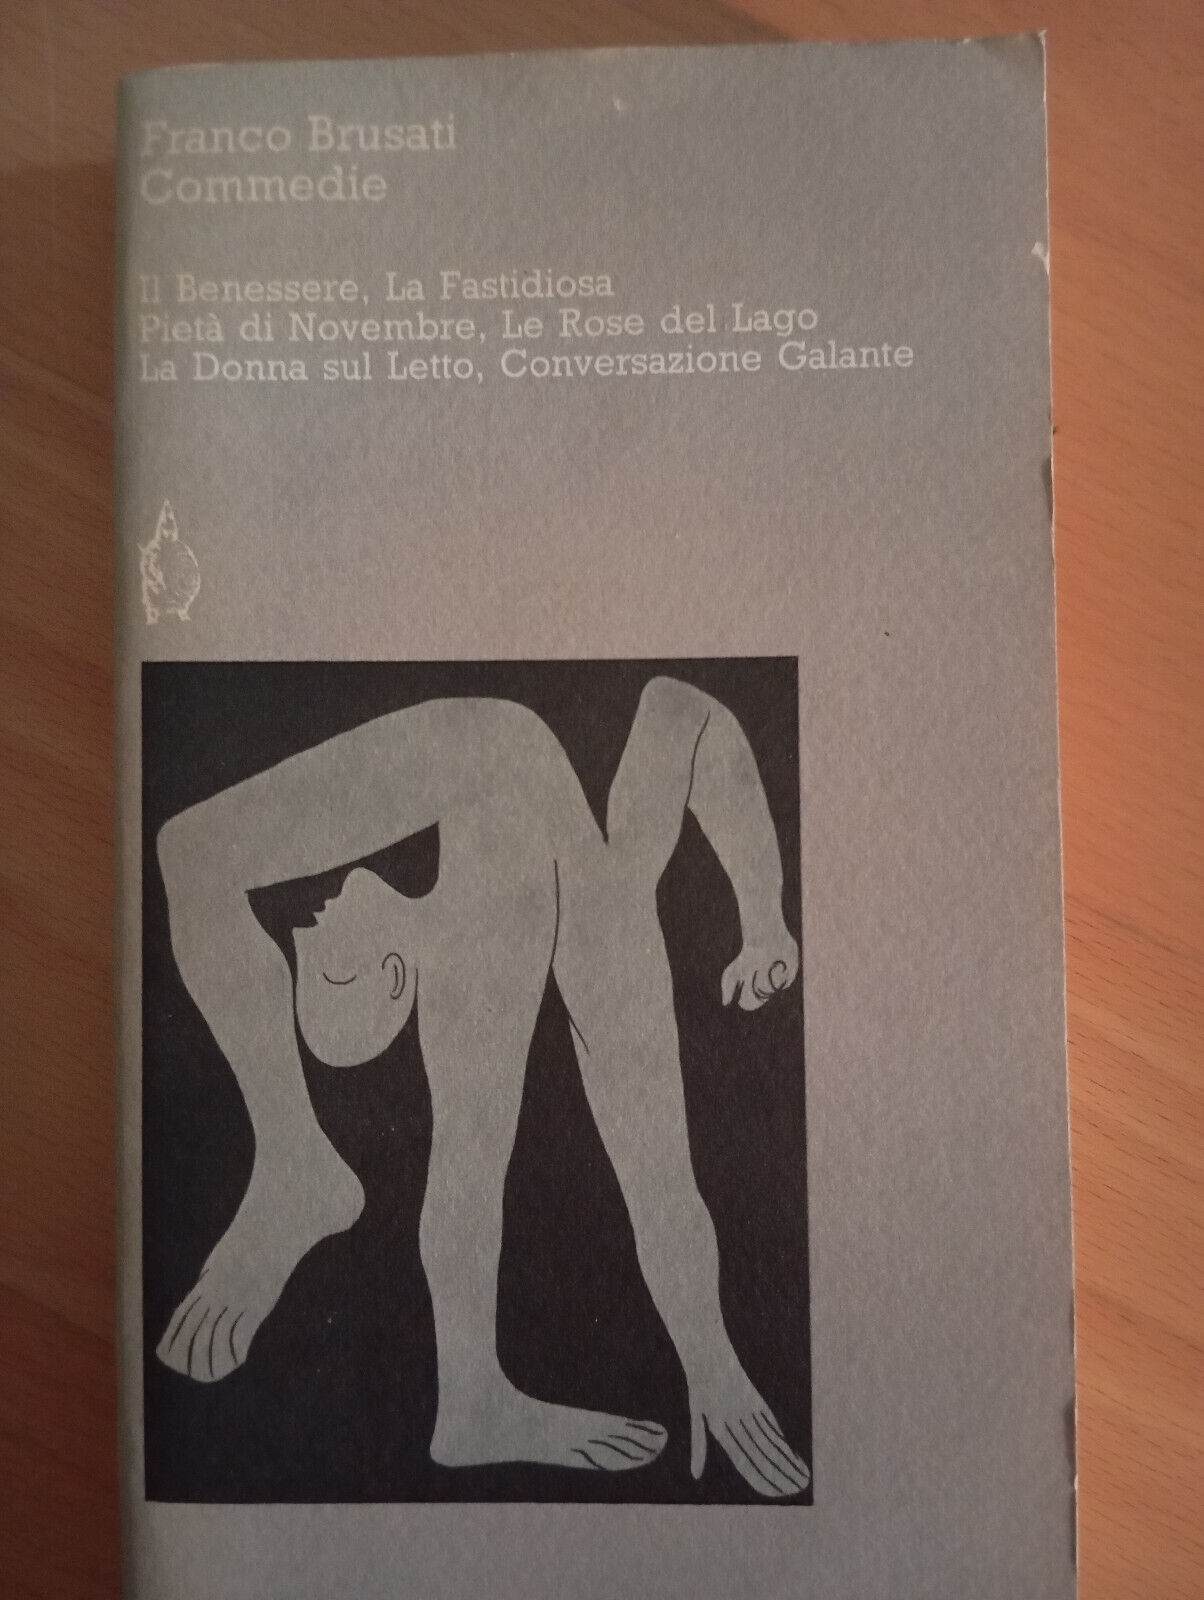 Franco Brusati
Commedie
Il Benessere, La Fastidiosa
Pietà di Novembre, Le Rose del Lago
La Donna sul Letto, Conversazione Galante